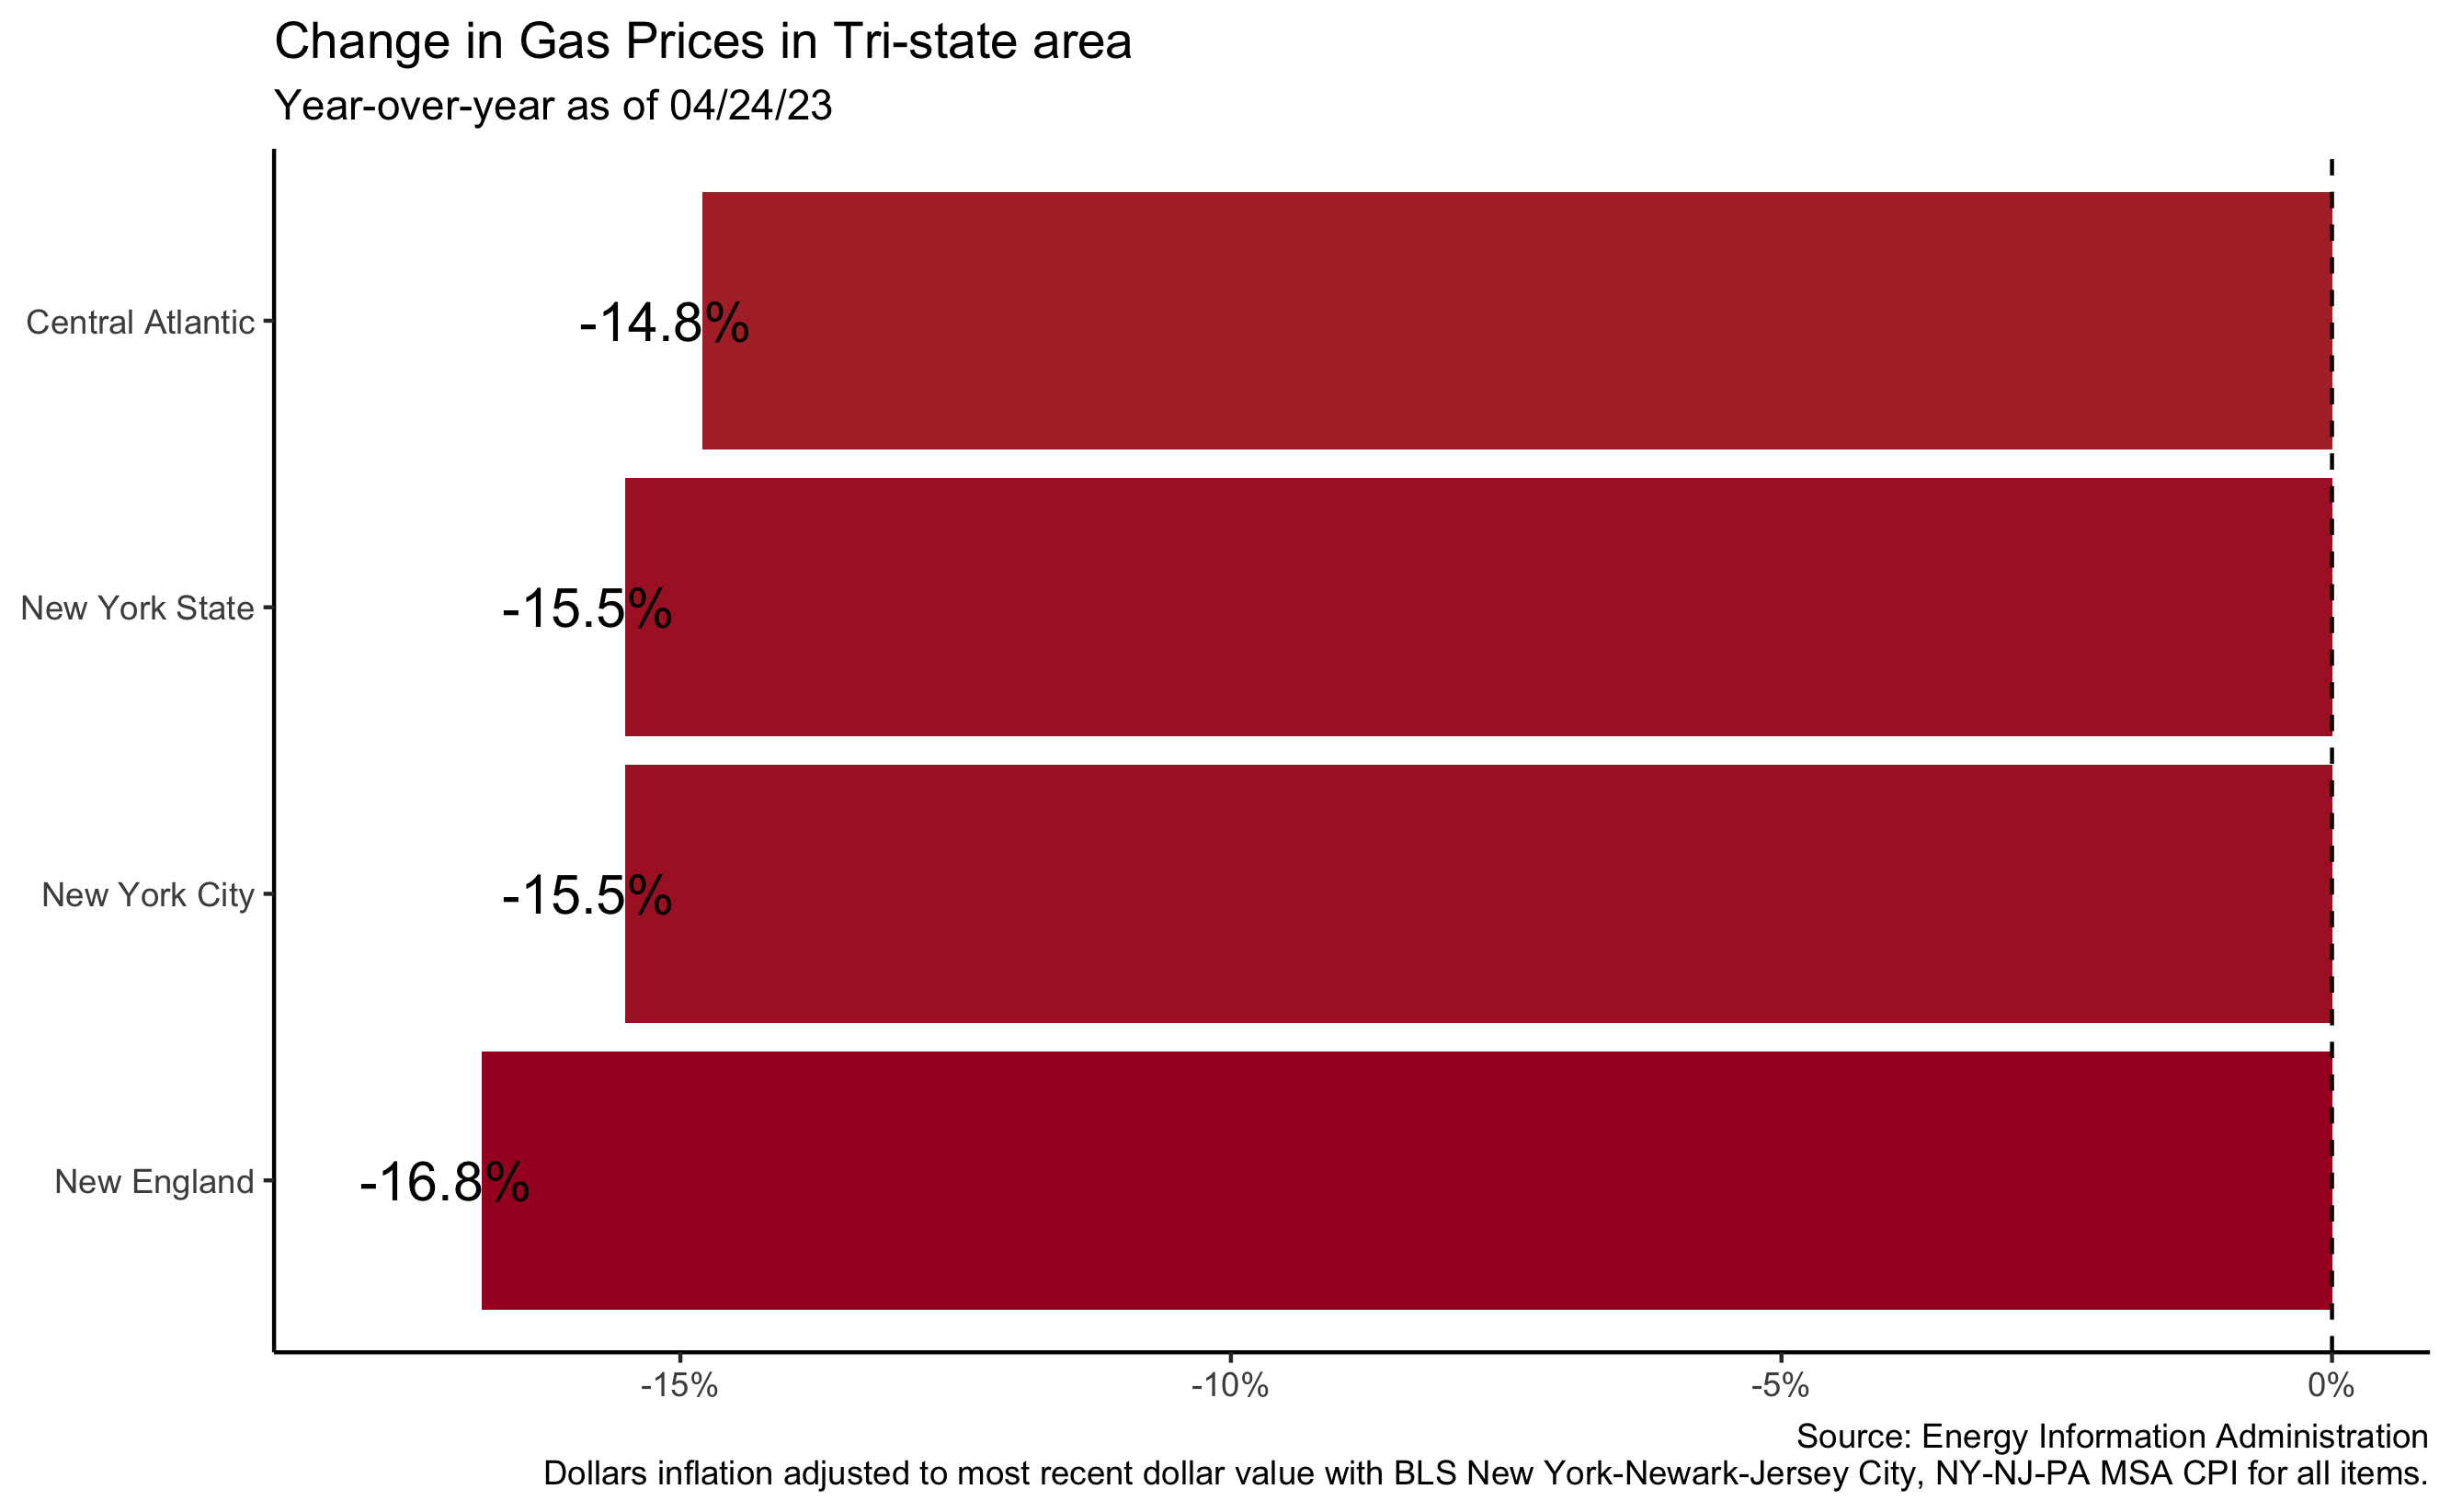 Change in Gas Prices in Tri-state area
Year-over-year as of 04/24/23
Central Atlantic
-14.8%
New York State
-15.5%
New York City
-15.5%
New England
-16.8%
-15%
-10%
-5%
0%
Source: Energy Information Administration
Dollars inflation adjusted to most recent dollar value with BLS New York-Newark-Jersey City, NY-NJ-PA MSA CPI for all items.